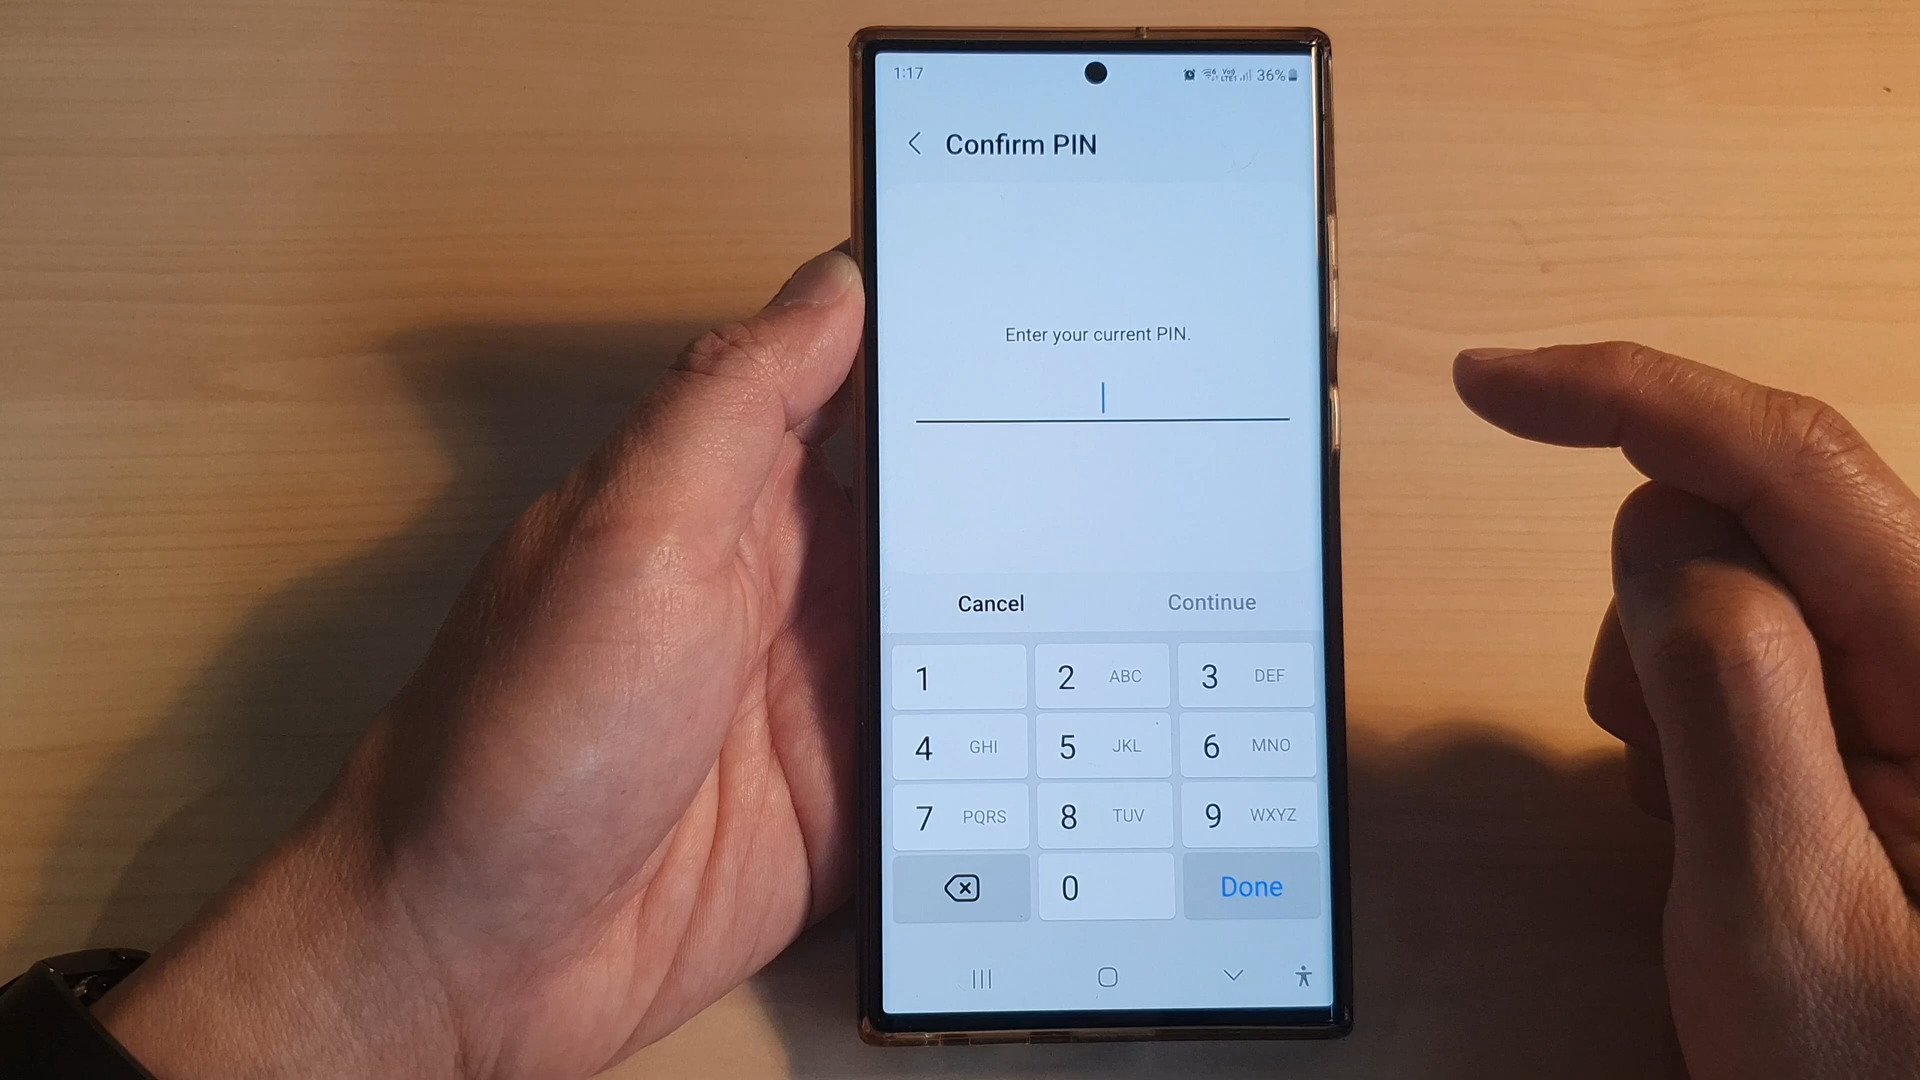 1:17
36%
Confirm PIN
Enter your current PIN.
Cancel Continue
1 2 ABC 3 DEF
4 GHI 5 JKL 6 MNO
7 PQRS 8 TUV 9 WXYZ
0 Done